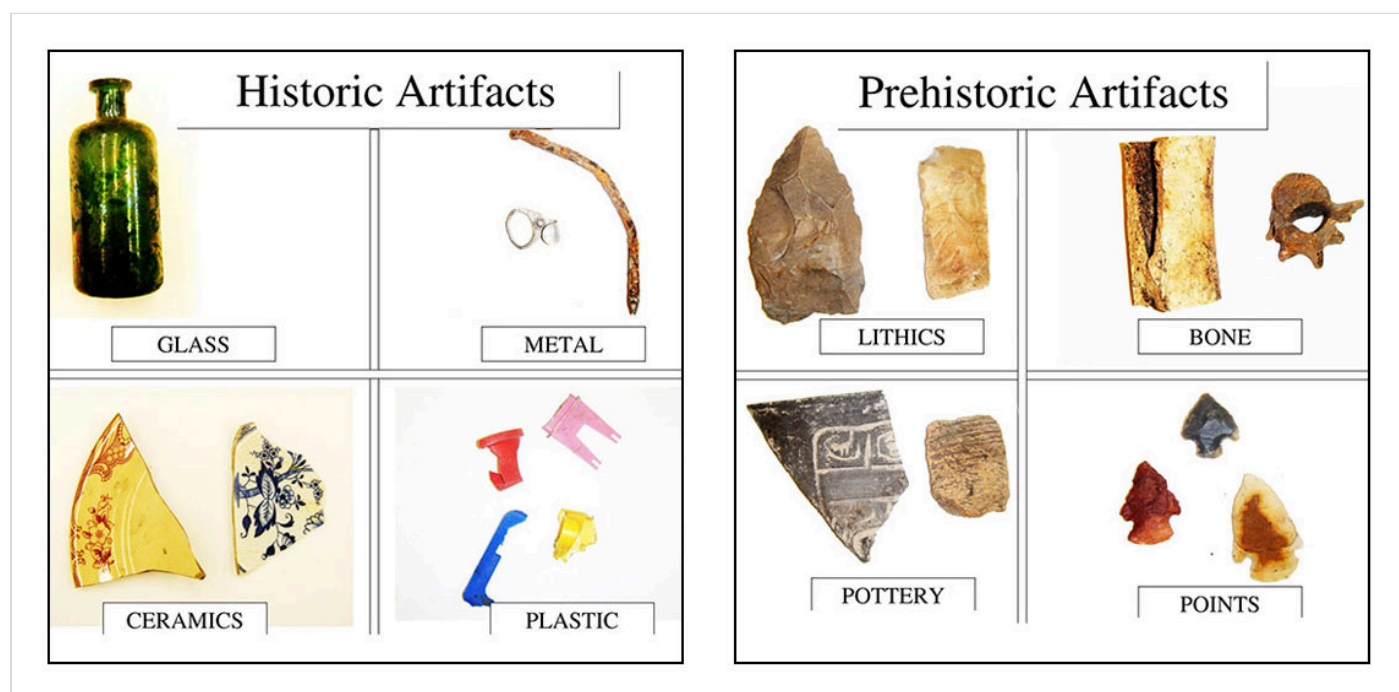 Historic Artifacts
GLASS
METAL
CERAMICS
PLASTIC
Prehistoric Artifacts
LITHICS
BONE
POTTERY
POINTS